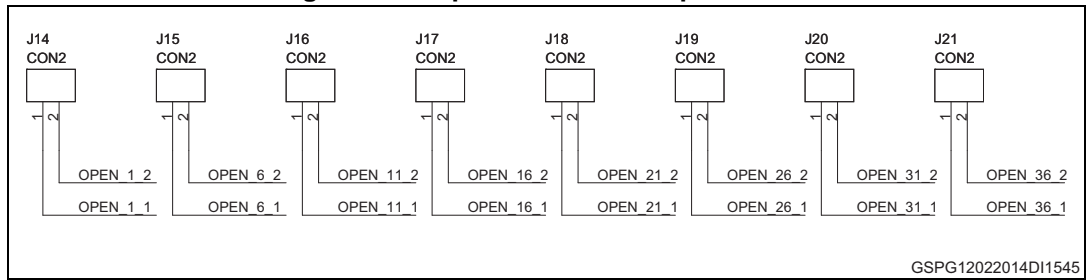 J14 J15 J16 J17 J18 J19 J20 J21
CON2 CON2 CON2 CON2 CON2 CON2 CON2 CON2
1 2 1 2 1 2 1 2 1 2 1 2 1 2 1 2
OPEN_1_2 OPEN_6_2 OPEN_11_2 OPEN_16_2 OPEN_21_2 OPEN_26_2 OPEN_31_2 OPEN_36_2
OPEN_1_1 OPEN_6_1 OPEN_11_1 OPEN_16_1 OPEN_21_1 OPEN_26_1 OPEN_31_1 OPEN_36_1
GSPG12022014DI1545